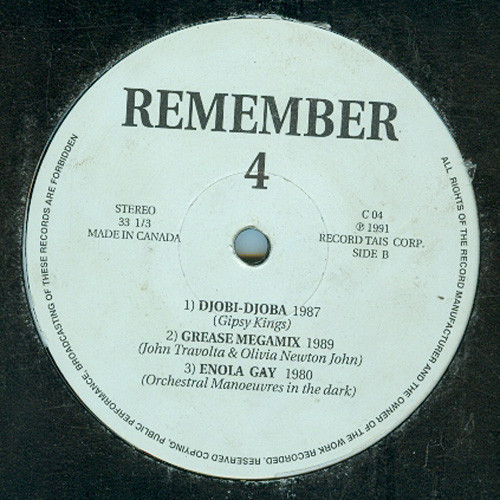 REMEMBER
4
STEREO
33 1/3
MADE IN CANADA
C 04
℗ 1991
RECORD TAIS CORP.
SIDE B
1) DJOBI-DJOBA 1987
(Gipsy Kings)
2) GREASE MEGAMIX 1989
(John Travolta & Olivia Newton John)
3) ENOLA GAY 1980
(Orchestral Manoeuvres in the dark)
ALL RIGHTS OF THE RECORD MANUFACTURER AND THE OWNER OF THE WORK RECORDED. RESERVED COPYING, PUBLIC PERFORMANCE, BROADCASTING OF THESE RECORDS ARE FORBIDDEN